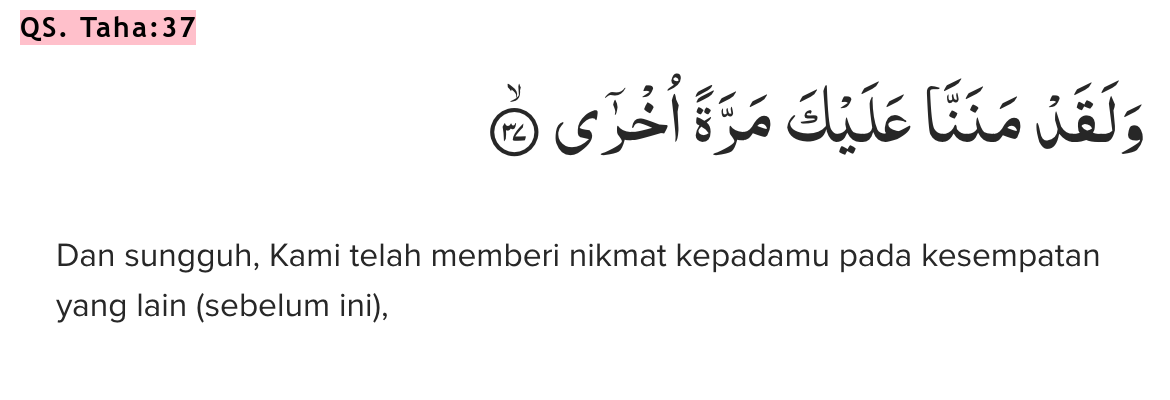 QS. Taha:37
وَلَقَدْ مَنَنَّا عَلَيْكَ مَرَّةً اُخْرٰٓى ۙ ٣٧
Dan sungguh, Kami telah memberi nikmat kepadamu pada kesempatan
yang lain (sebelum ini),